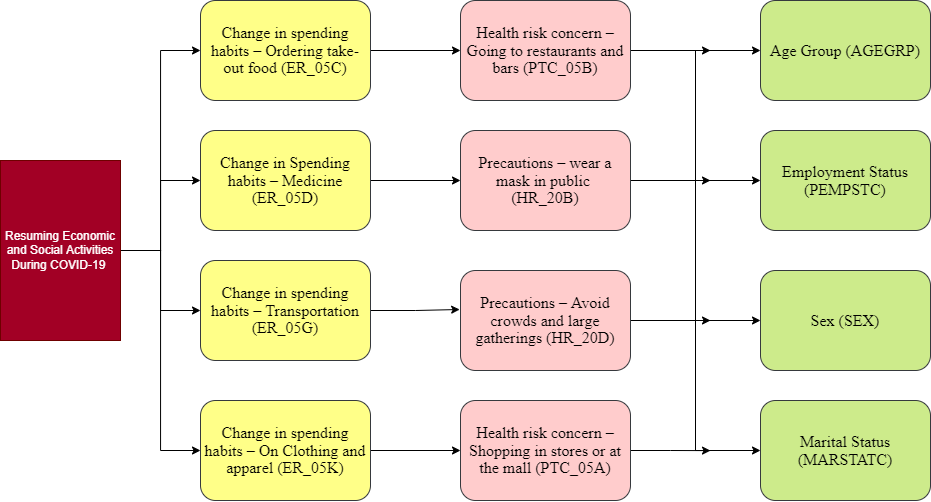 Resuming Economic
and Social Activities
During COVID-19
Change in spending
habits – Ordering take-
out food (ER_05C)
Health risk concern –
Going to restaurants and
bars (PTC_05B)
Age Group (AGEGRP)
Change in Spending
habits – Medicine
(ER_05D)
Precautions – wear a
mask in public
(HR_20B)
Employment Status
(PEMPSTC)
Change in spending
habits – Transportation
(ER_05G)
Precautions – Avoid
crowds and large
gatherings (HR_20D)
Sex (SEX)
Change in spending
habits – On Clothing and
apparel (ER_05K)
Health risk concern –
Shopping in stores or at
the mall (PTC_05A)
Marital Status
(MARSTATC)